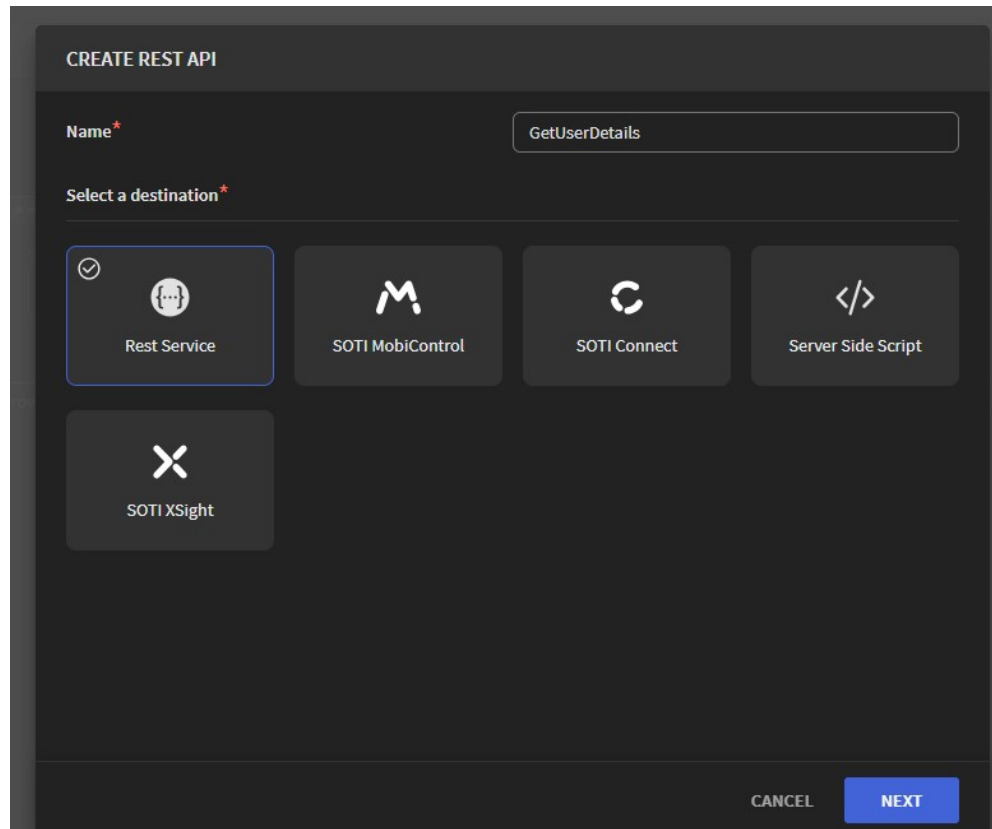 CREATE REST API
Name*
GetUserDetails
Select a destination*
Rest Service
SOTI MobiControl
SOTI Connect
</>
Server Side Script
SOTI XSight
CANCEL
NEXT